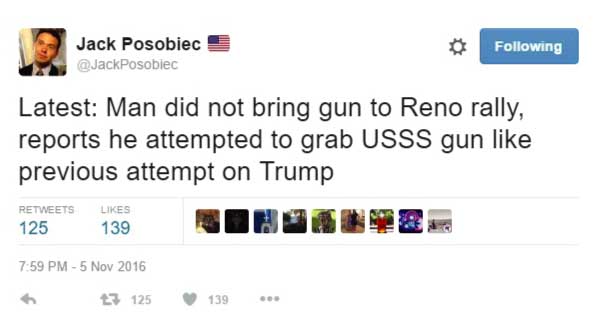 Jack Posobiec
@JackPosobiec
Following
Latest: Man did not bring gun to Reno rally,
reports he attempted to grab USSS gun like
previous attempt on Trump
RETWEETS LIKES
125 139
7:59 PM - 5 Nov 2016
125 139